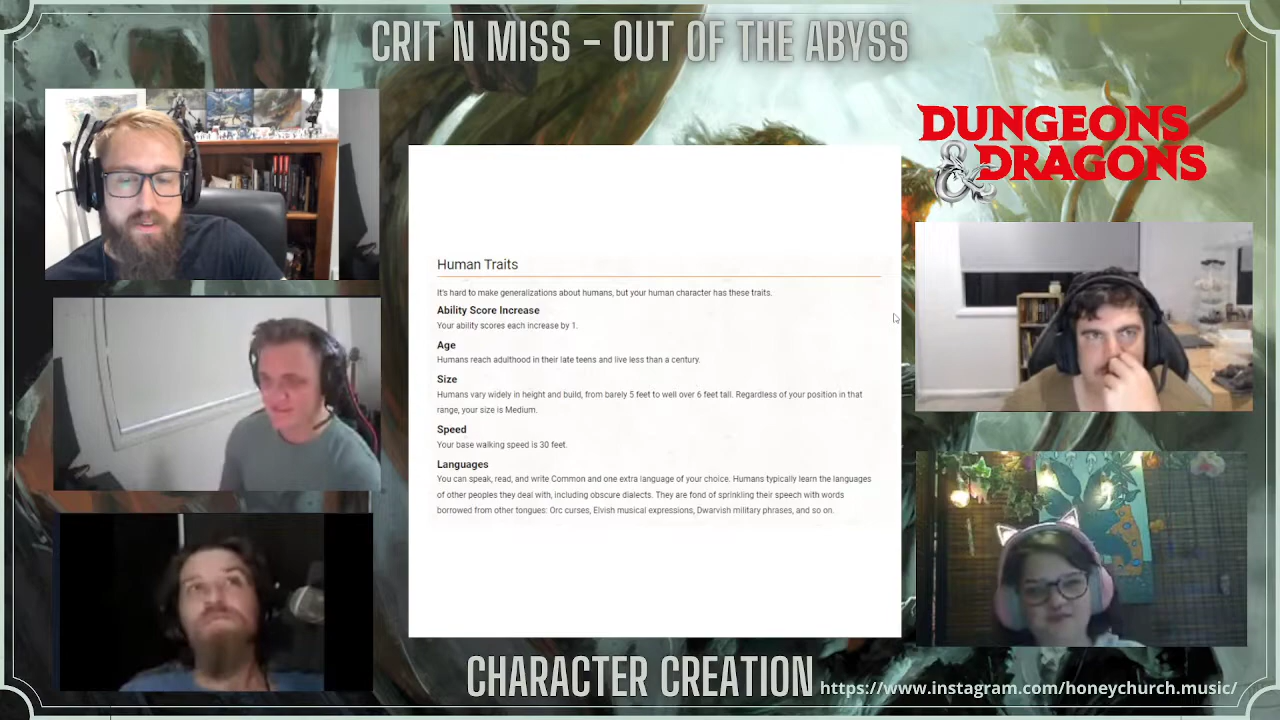 CRIT N MISS - OUT OF THE ABYSS
DUNGEONS
& DRAGONS
Human Traits
It's hard to make generalizations about humans, but your human character has these traits.
Ability Score Increase
Your ability scores each increase by 1.
Age
Humans reach adulthood in their late teens and live less than a century.
Size
Humans vary widely in height and build, from barely 5 feet to well over 6 feet tall. Regardless of your position in that
range, your size is Medium.
Speed
Your base walking speed is 30 feet.
Languages
You can speak, read, and write Common and one extra language of your choice. Humans typically learn the languages
of other peoples they deal with, including obscure dialects. They are fond of sprinkling their speech with words
borrowed from other tongues: Orc curses, Elvish musical expressions, Dwarvish military phrases, and so on.
CHARACTER CREATION
https://www.instagram.com/honeychurch.music/